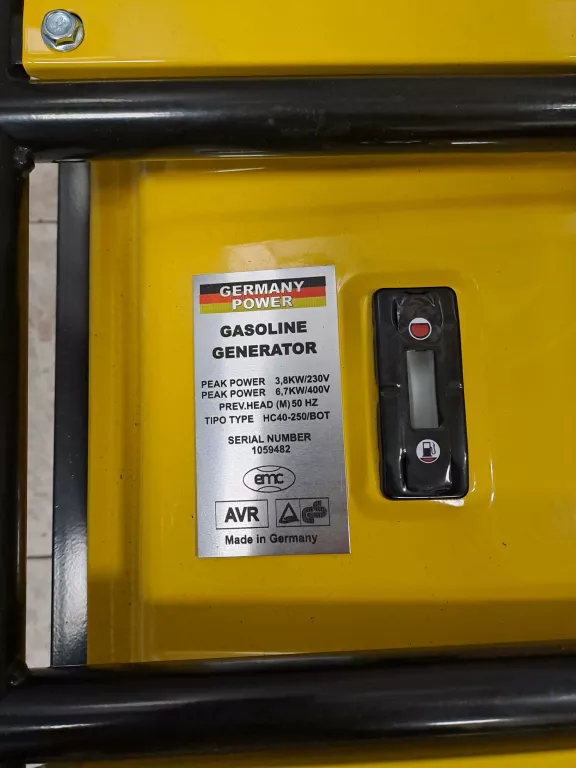 GERMANY
POWER
GASOLINE
GENERATOR
PEAK POWER 3,8KW/230V
PEAK POWER 6,7KW/400V
PREV.HEAD (M) 50 HZ
TIPO TYPE HC40-250/BOT
SERIAL NUMBER
1059482
emc
AVR
GS
Made in Germany